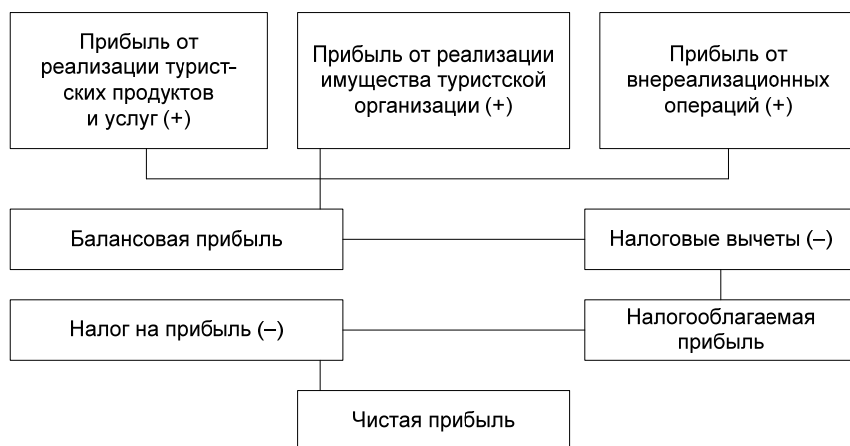 Прибыль от
реализации турист-
ских продуктов
и услуг (+)
Прибыль от реализации
имущества туристской
организации (+)
Прибыль от
внереализационных
операций (+)
Балансовая прибыль
Налоговые вычеты (–)
Налог на прибыль (–)
Налогооблагаемая
прибыль
Чистая прибыль